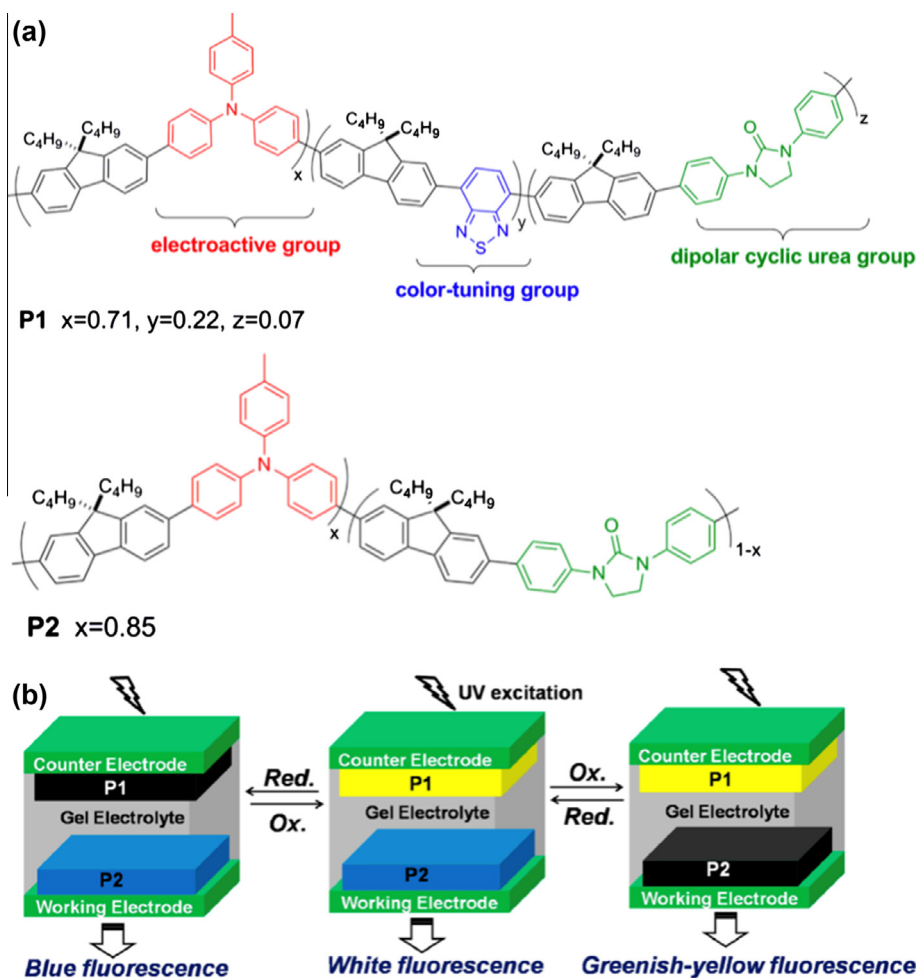 (a)
C4H9 C4H9
N
x
C4H9 C4H9
N N
S
y
C4H9 C4H9
O
N N
z
electroactive group
color-tuning group
dipolar cyclic urea group
P1 x=0.71, y=0.22, z=0.07
C4H9 C4H9
N
x
C4H9 C4H9
O
N N
1-x
P2 x=0.85
(b)
UV excitation
Counter Electrode
P1
Gel Electrolyte
P2
Working Electrode
Blue fluorescence
Red.
Ox.
Counter Electrode
P1
Gel Electrolyte
P2
Working Electrode
White fluorescence
Ox.
Red.
Counter Electrode
P1
Gel Electrolyte
P2
Working Electrode
Greenish-yellow fluorescence